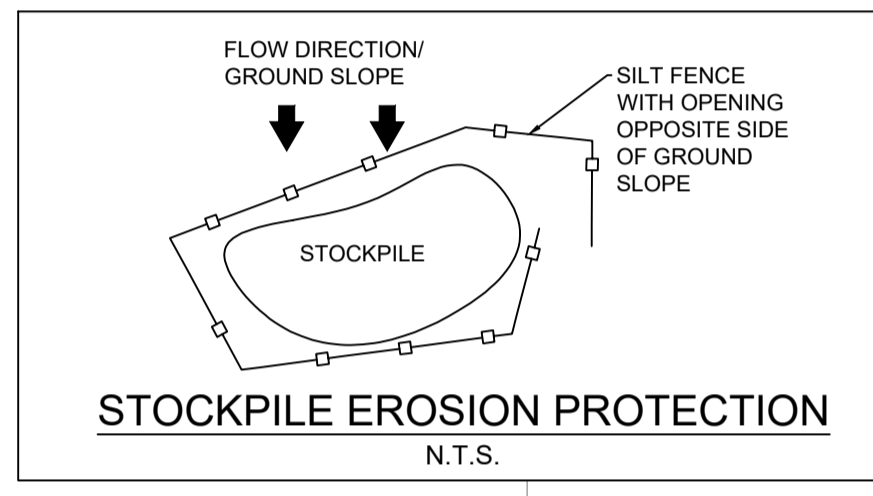 FLOW DIRECTION/
GROUND SLOPE
SILT FENCE
WITH OPENING
OPPOSITE SIDE
OF GROUND
SLOPE
STOCKPILE
STOCKPILE EROSION PROTECTION
N.T.S.